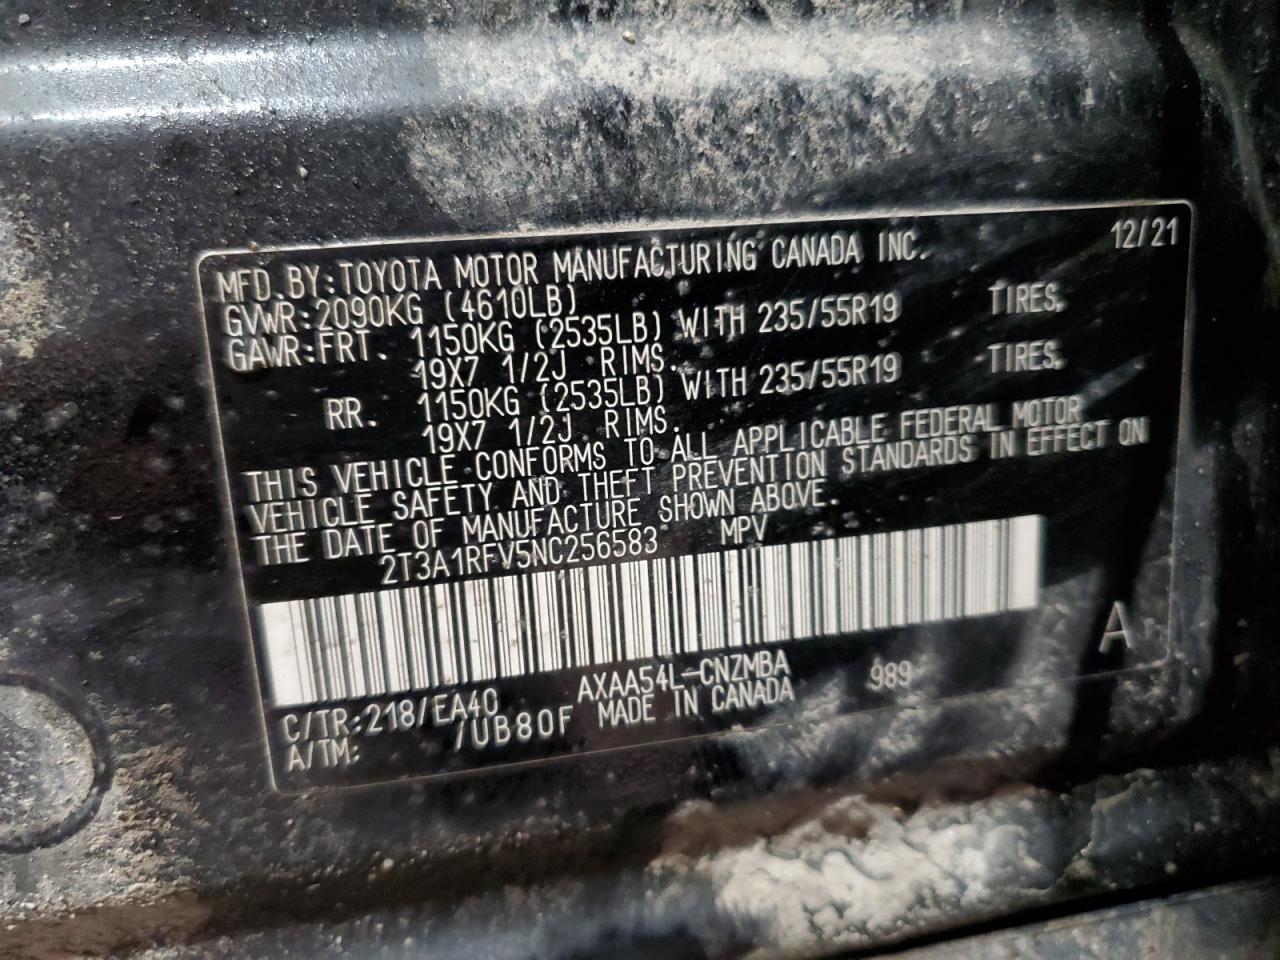 MFD. BY: TOYOTA MOTOR MANUFACTURING CANADA INC. 12/21
GVWR: 2090KG (4610LB)
GAWR: FRT. 1150KG (2535LB) WITH 235/55R19 TIRES,
19X7 1/2J RIMS.
RR. 1150KG (2535LB) WITH 235/55R19 TIRES,
19X7 1/2J RIMS.
THIS VEHICLE CONFORMS TO ALL APPLICABLE FEDERAL MOTOR
VEHICLE SAFETY AND THEFT PREVENTION STANDARDS IN EFFECT ON
THE DATE OF MANUFACTURE SHOWN ABOVE.
2T3A1RFV5NC256583 MPV
A
AXAA54L-CNZMBA 989
C/TR: 218/EA40 MADE IN CANADA
A/TM: /UB80F